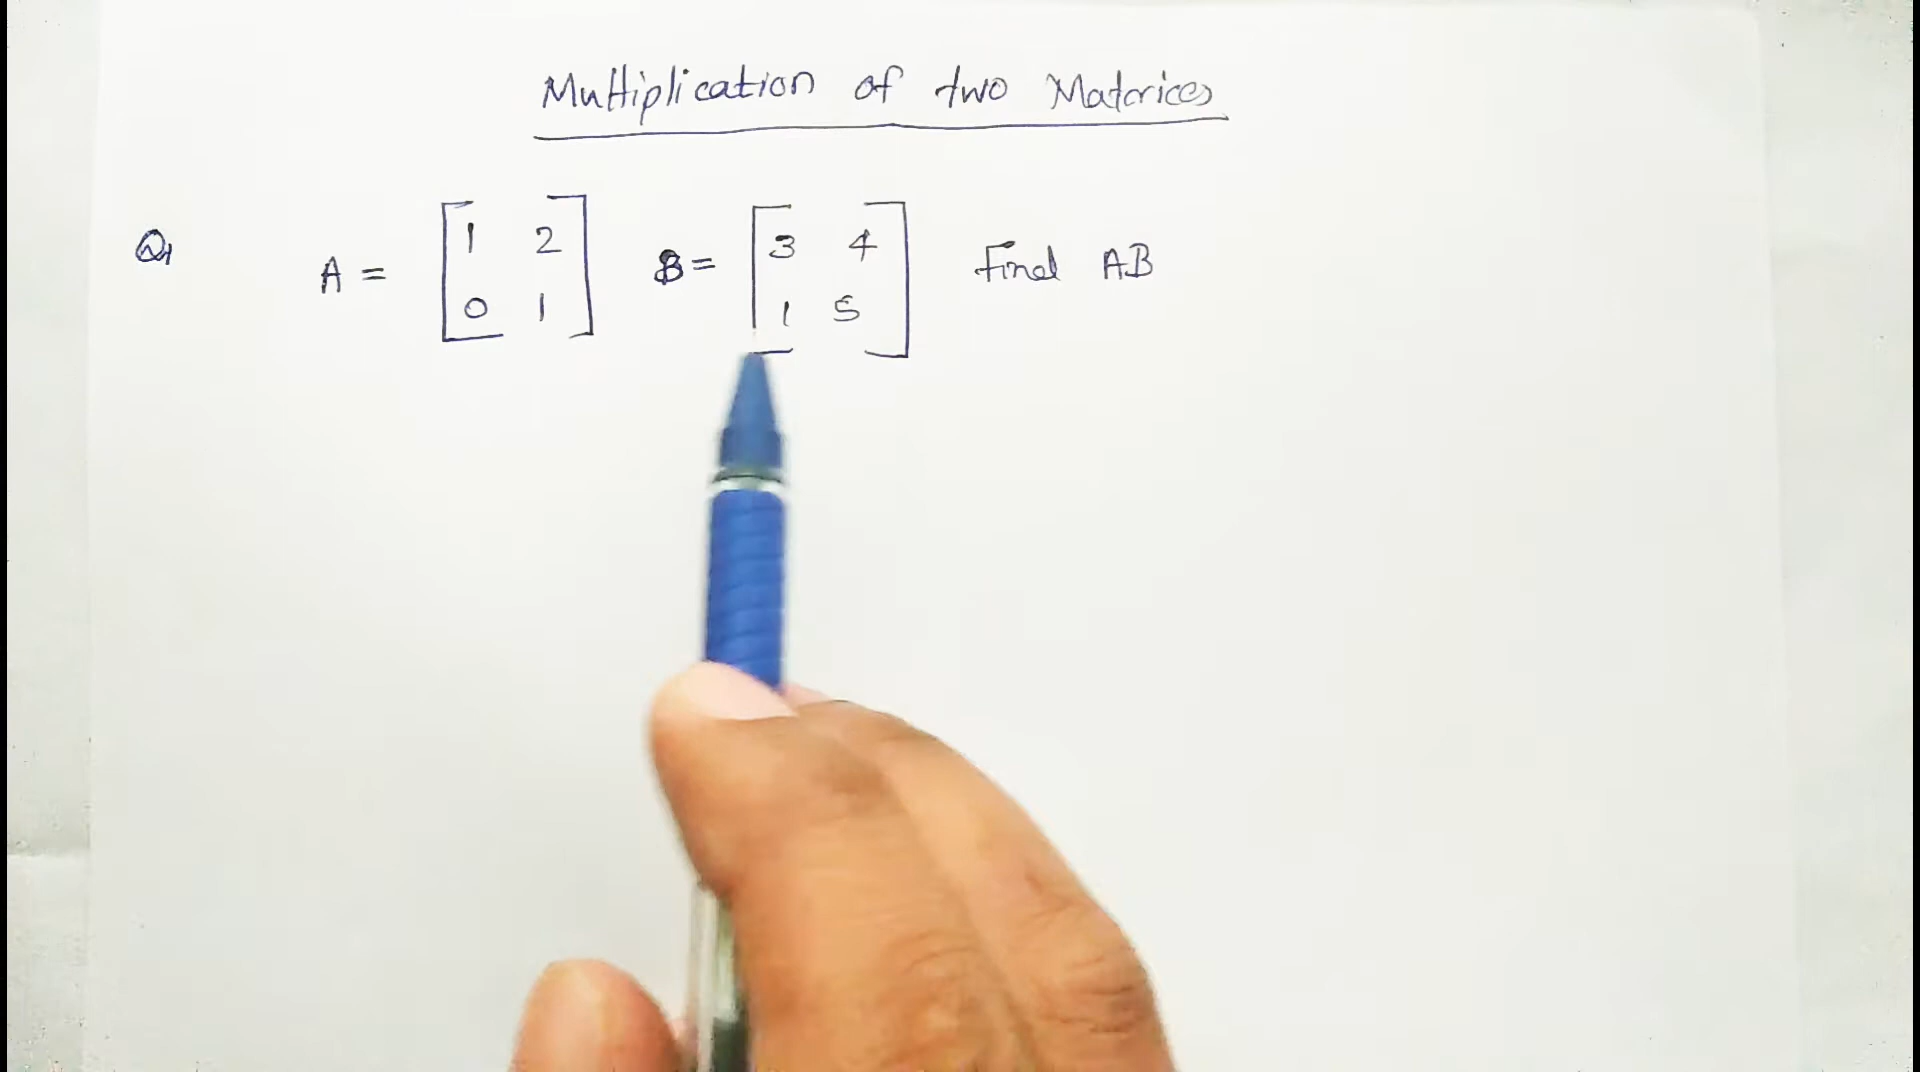 Multiplication of two Matrices
Q1 A = [1 2 B = [3 4 Find AB
0 1] 1 5]